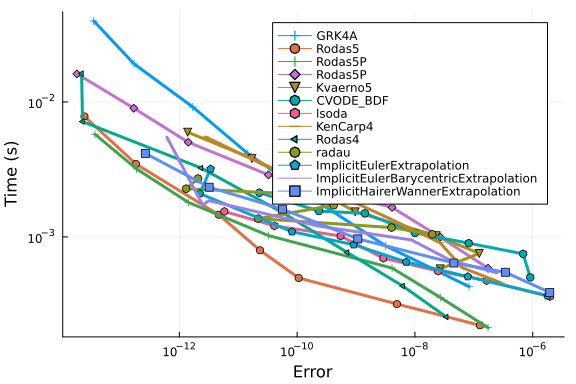 GRK4A
Rodas5
Rodas5P
Rodas5P
Kvaerno5
CVODE_BDF
lsoda
KenCarp4
Rodas4
radau
ImplicitEulerExtrapolation
ImplicitEulerBarycentricExtrapolation
ImplicitHairerWannerExtrapolation
Time (s)
10⁻²
10⁻³
10⁻¹² 10⁻¹⁰ 10⁻⁸ 10⁻⁶
Error